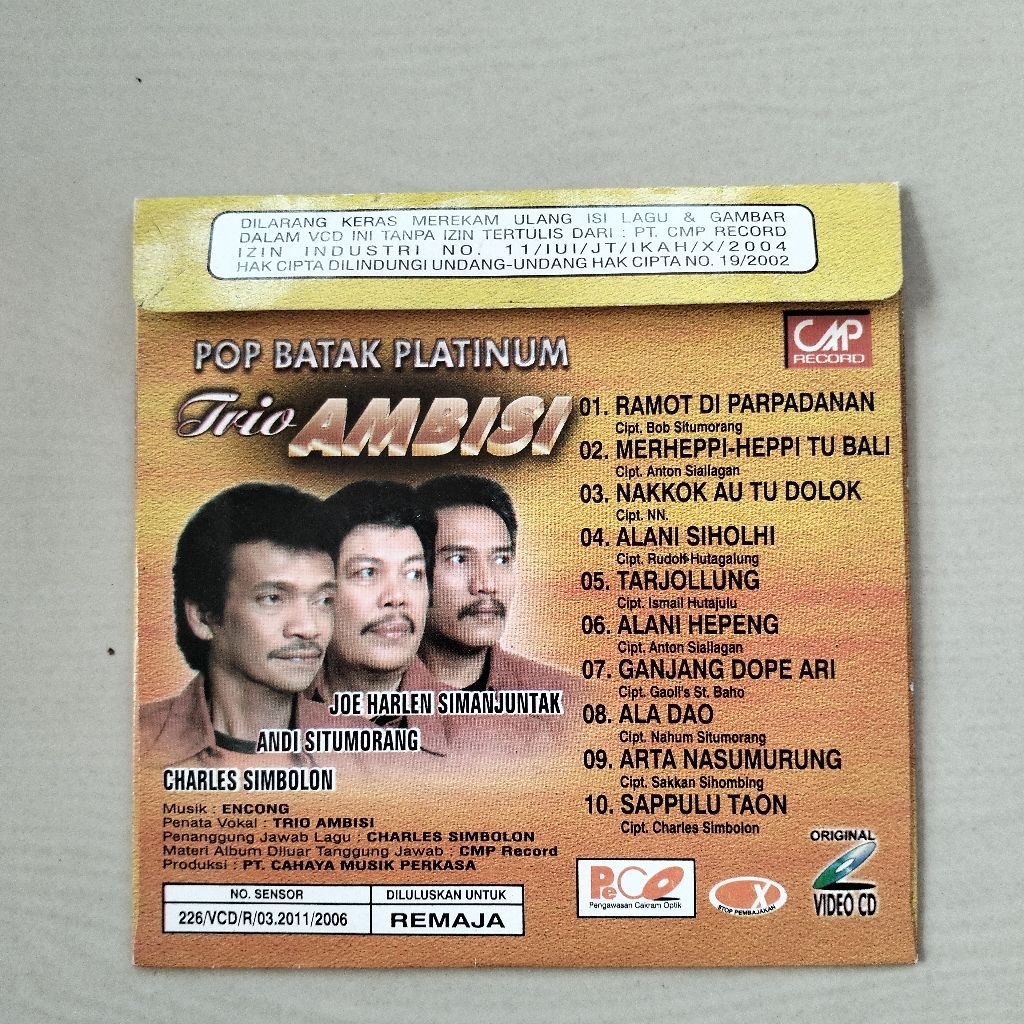 DILARANG KERAS MEREKAM ULANG ISI LAGU & GAMBAR
DALAM VCD INI TANPA IZIN TERTULIS DARI : PT. CMP RECORD
IZIN INDUSTRI NO. 11/IUI/JT/IKAH/X/2004
HAK CIPTA DILINDUNGI UNDANG-UNDANG HAK CIPTA NO. 19/2002
CMP
RECORD
POP BATAK PLATINUM
Trio AMBISI
01. RAMOT DI PARPADANAN
Cipt. Bob Situmorang
02. MERHEPPI-HEPPI TU BALI
Cipt. Anton Siallagan
03. NAKKOK AU TU DOLOK
Cipt. NN.
04. ALANI SIHOLHI
Cipt. Rudolf Hutagalung
05. TARJOLLUNG
Cipt. Ismail Hutajulu
06. ALANI HEPENG
Cipt. Anton Siallagan
07. GANJANG DOPE ARI
Cipt. Gaoli's St. Baho
08. ALA DAO
Cipt. Nahum Situmorang
09. ARTA NASUMURUNG
Cipt. Sakkan Sihombing
10. SAPPULU TAON
Cipt. Charles Simbolon
JOE HARLEN SIMANJUNTAK
ANDI SITUMORANG
CHARLES SIMBOLON
Musik : ENCONG
Penata Vokal : TRIO AMBISI
Penanggung Jawab Lagu : CHARLES SIMBOLON
Materi Album Diluar Tanggung Jawab : CMP Record
Produksi : PT. CAHAYA MUSIK PERKASA
NO. SENSOR DILULUSKAN UNTUK
226/VCD/R/03.2011/2006 REMAJA
PeCO
Pengawasan Cakram Optik
X
STOP PEMBAJAKAN
ORIGINAL
VIDEO CD